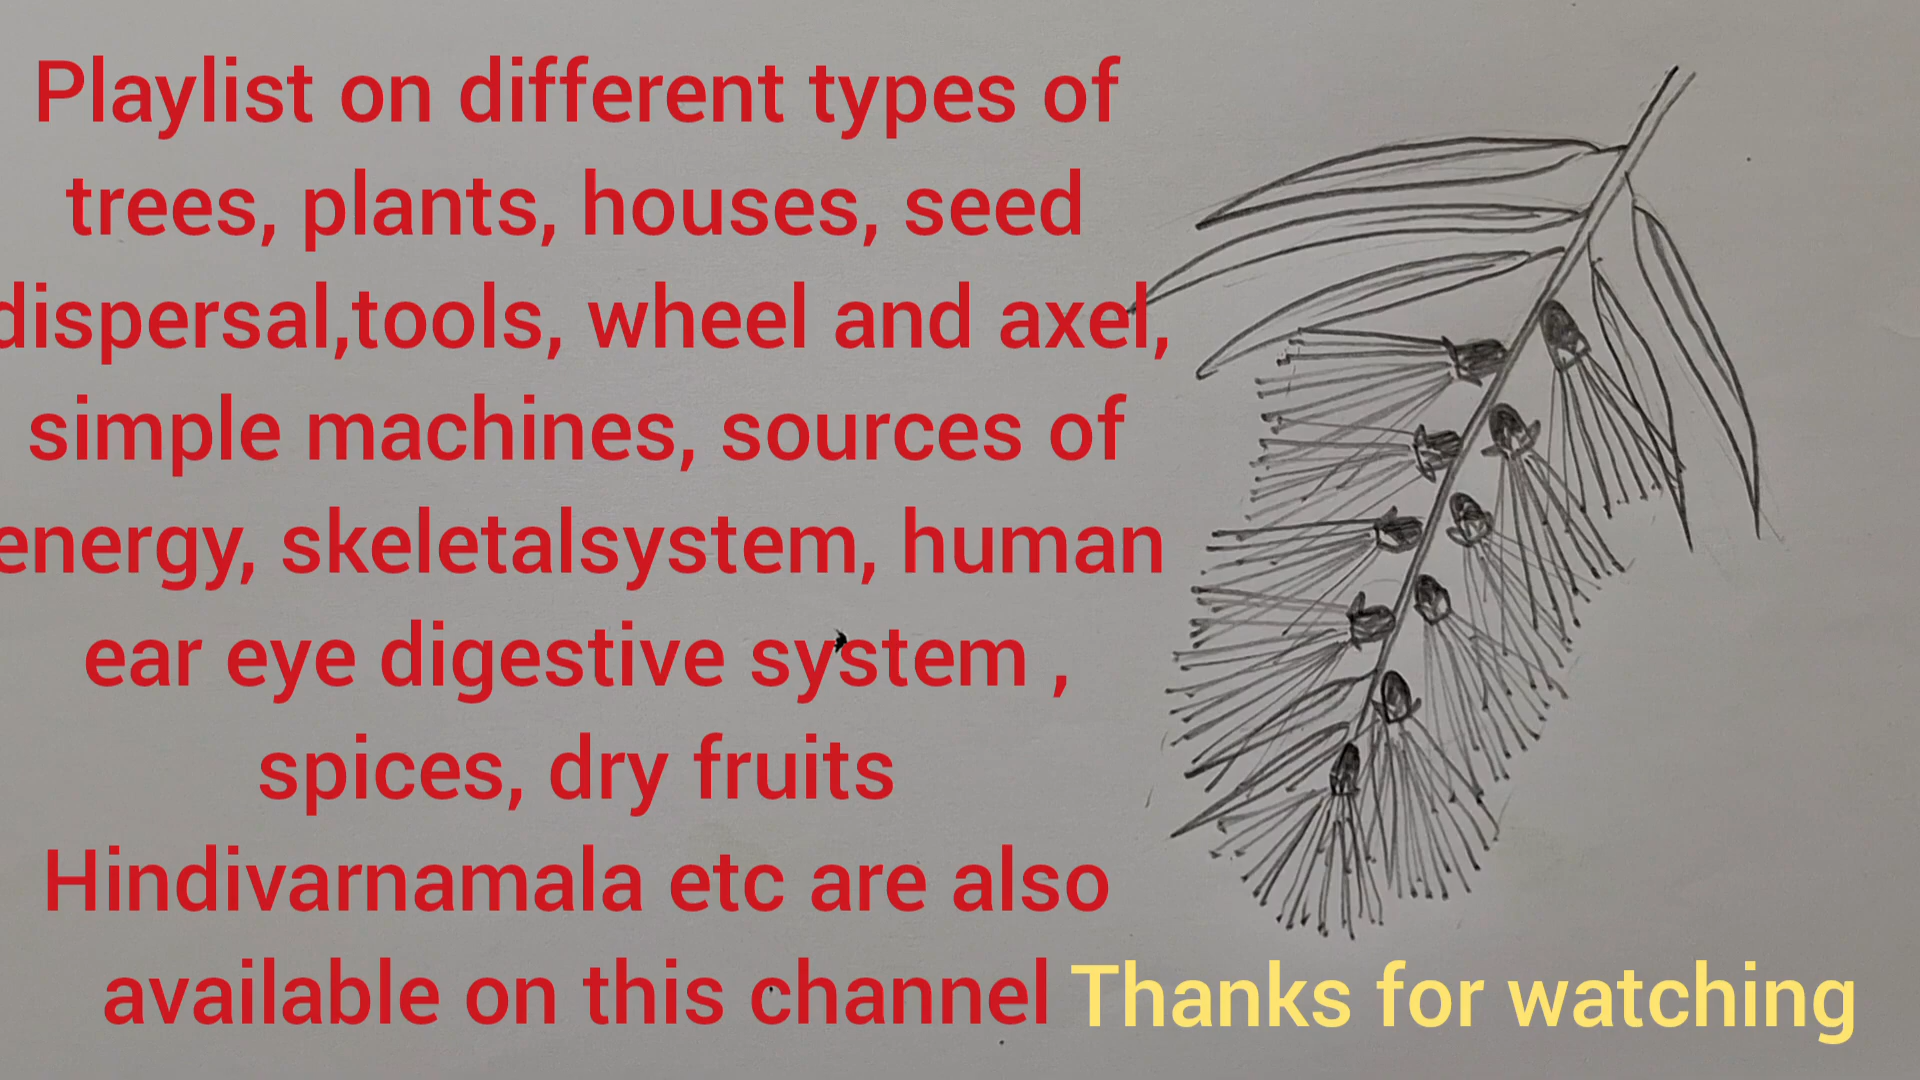 Playlist on different types of
trees, plants, houses, seed
dispersal,tools, wheel and axel,
simple machines, sources of
energy, skeletalsystem, human
ear eye digestive system ,
spices, dry fruits
Hindivarnamala etc are also
available on this channel
Thanks for watching